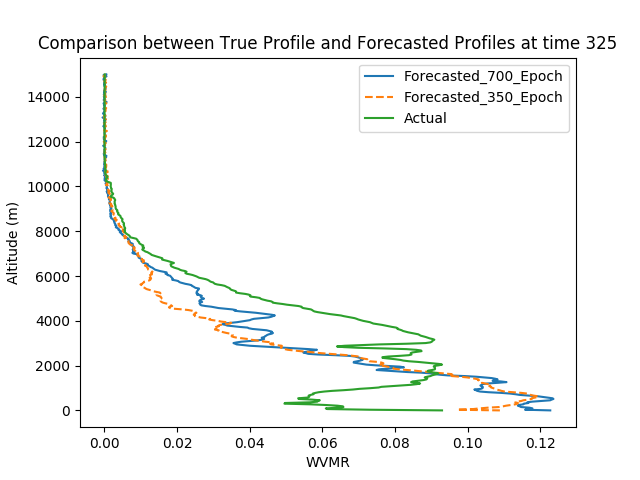 Comparison between True Profile and Forecasted Profiles at time 325
Forecasted_700_Epoch
Forecasted_350_Epoch
Actual
14000
12000
10000
8000
6000
4000
2000
0
Altitude (m)
0.00 0.02 0.04 0.06 0.08 0.10 0.12
WVMR